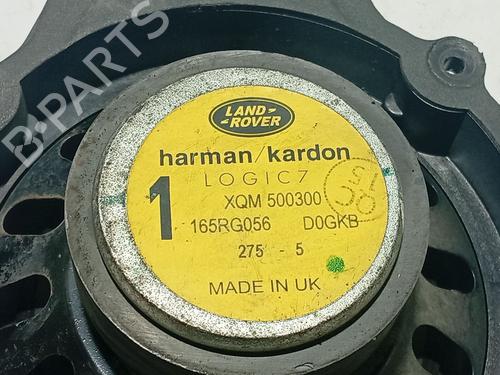 B-PARTS
LAND-
-ROVER
harman/kardon
LOGIC7
1
XQM 500300
165RG056 D0GKB
275 - 5
MADE IN UK